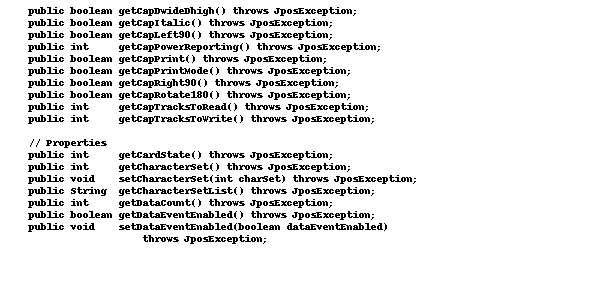 public boolean getCapDwideDhigh() throws JposException;
public boolean getCapItalic() throws JposException;
public boolean getCapLeft90() throws JposException;
public int     getCapPowerReporting() throws JposException;
public boolean getCapPrint() throws JposException;
public boolean getCapPrintMode() throws JposException;
public boolean getCapRight90() throws JposException;
public boolean getCapRotate180() throws JposException;
public int     getCapTracksToRead() throws JposException;
public int     getCapTracksToWrite() throws JposException;

// Properties
public int     getCardState() throws JposException;
public int     getCharacterSet() throws JposException;
public void    setCharacterSet(int charSet) throws JposException;
public String  getCharacterSetList() throws JposException;
public int     getDataCount() throws JposException;
public boolean getDataEventEnabled() throws JposException;
public void    setDataEventEnabled(boolean dataEventEnabled)
                   throws JposException;